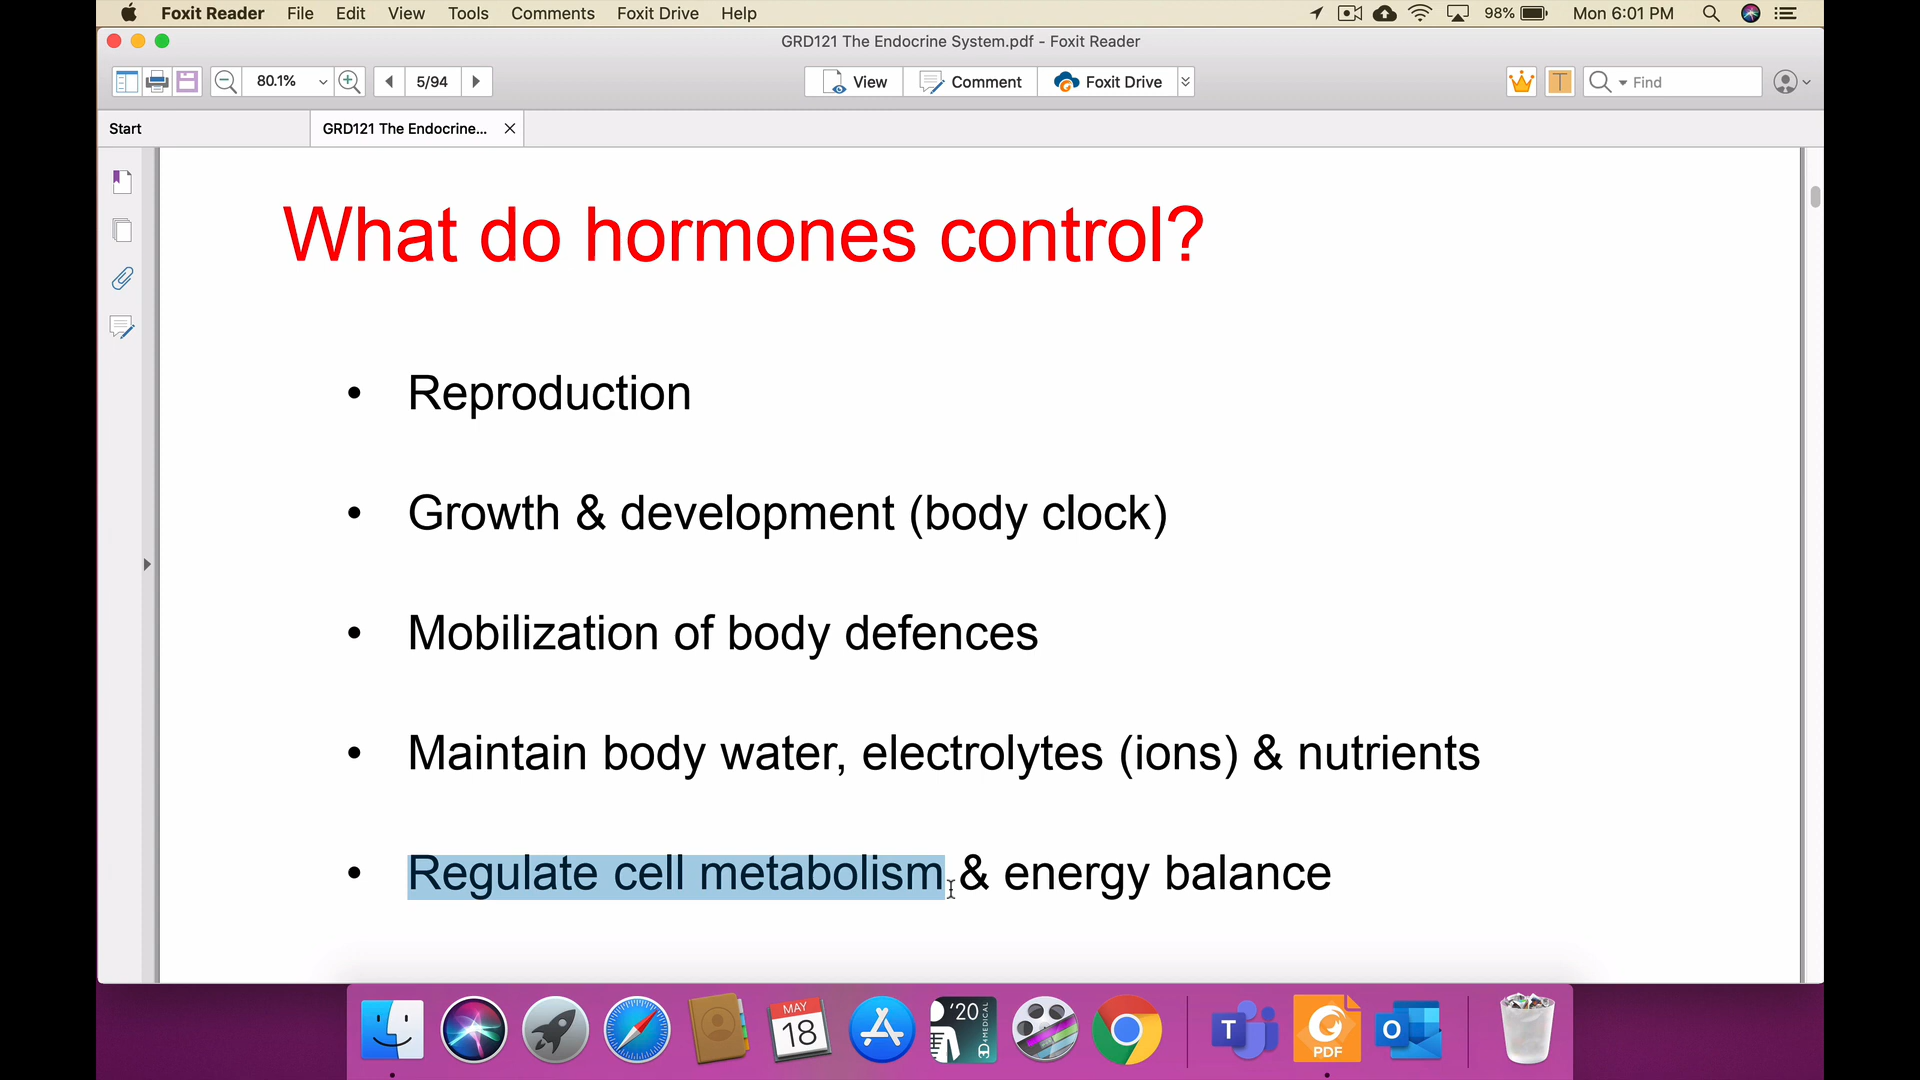 Foxit Reader File Edit View Tools Comments Foxit Drive Help 98% Mon 6:01 PM
GRD121 The Endocrine System.pdf - Foxit Reader
80.1% 5/94 View Comment Foxit Drive T Find
Start GRD121 The Endocrine...
What do hormones control?
• Reproduction
• Growth & development (body clock)
• Mobilization of body defences
• Maintain body water, electrolytes (ions) & nutrients
• Regulate cell metabolism & energy balance
MAY
18
'20
3D4MEDICAL
T
PDF
O